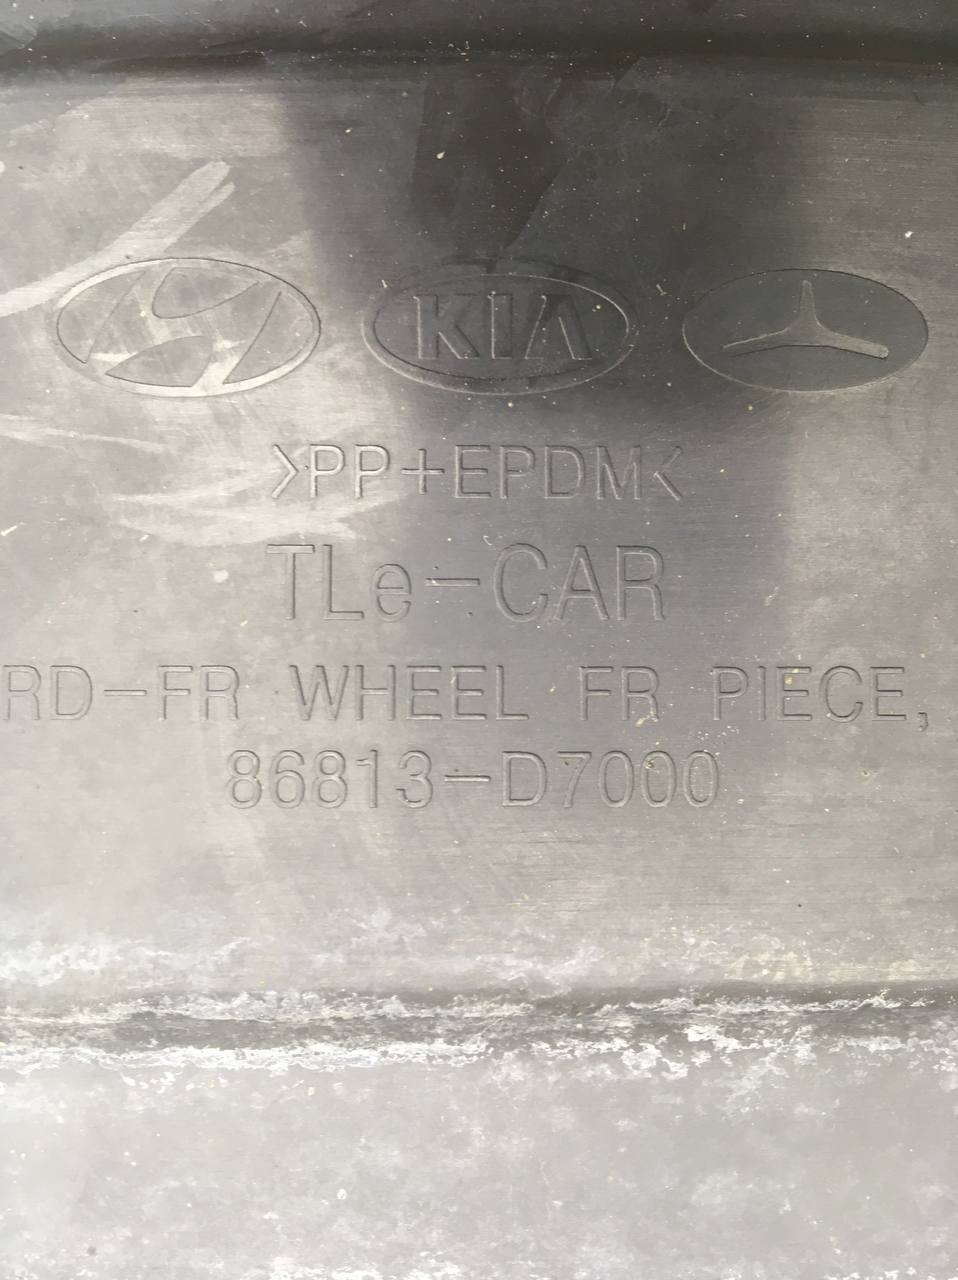 KIA
>PP+EPDM<
TLe-CAR
RD-FR WHEEL FR PIECE,
86813-D7000